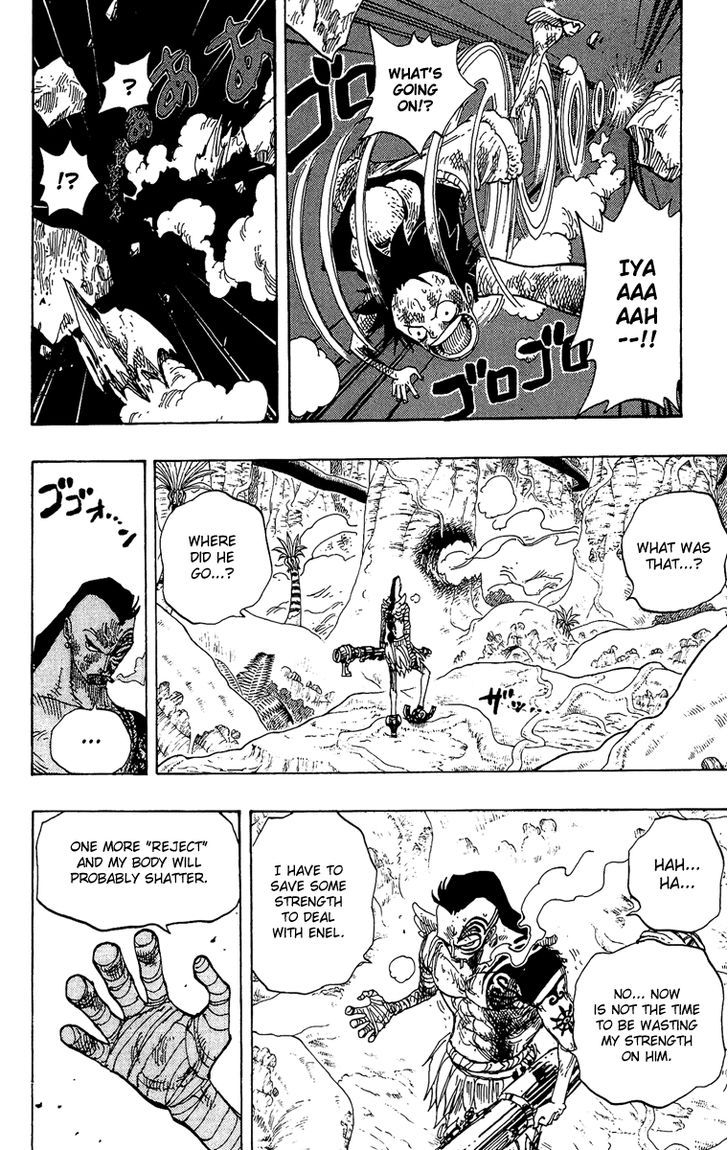 WHAT'S
GOING
ON!?
ゴロ
IYA
AAA
AAH
--!!
ゴロゴロ
?
ああ
!?
WHAT WAS
THAT...?
WHERE
DID HE
GO...?
ザッ...
ゴゴォ...ン
...
HAH...
HA...
NO... NOW
IS NOT THE
TIME TO BE WASTING
MY STRENGTH
ON HIM.
I HAVE TO
SAVE SOME
STRENGTH
TO DEAL
WITH ENEL.
ONE MORE "REJECT"
AND MY BODY WILL
PROBABLY SHATTER.